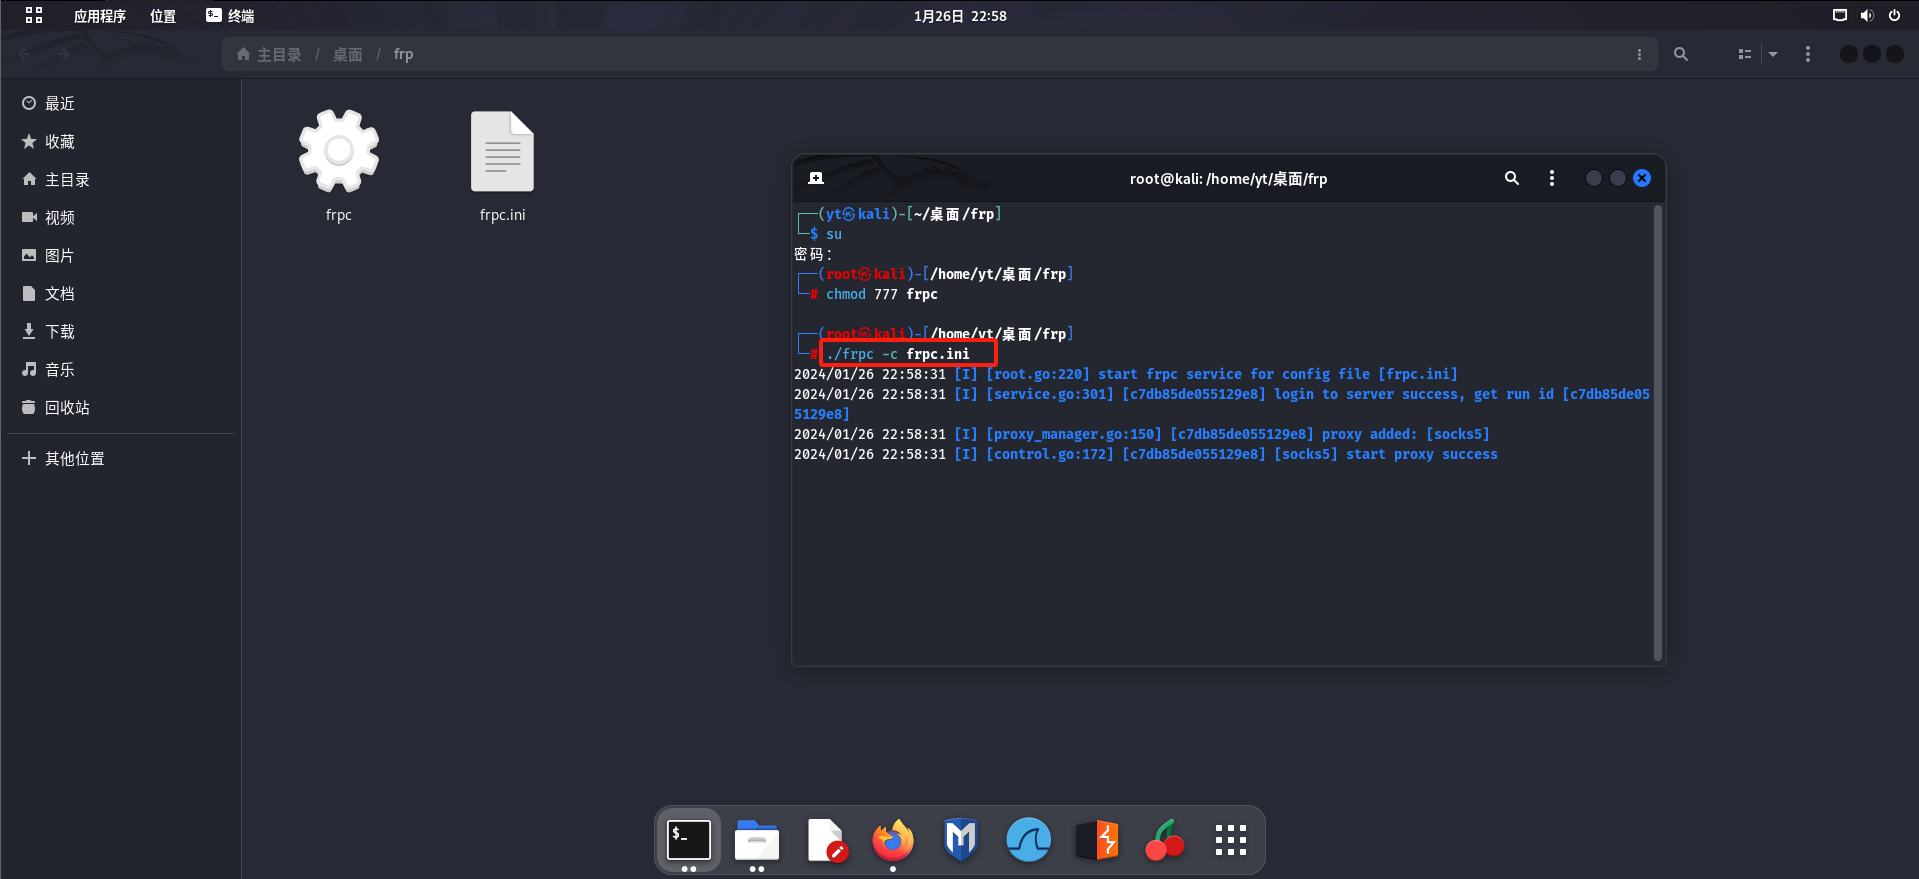 应用程序 位置 终端 1月26日 22:58
主目录 / 桌面 / frp
最近
收藏
主目录
视频
图片
文档
下载
音乐
回收站
其他位置
frpc frpc.ini
root@kali: /home/yt/桌面/frp
┌──(yt㉿kali)-[~/桌面/frp]
└─$ su
密码：
┌──(root㉿kali)-[/home/yt/桌面/frp]
└─# chmod 777 frpc
┌──(root㉿kali)-[/home/yt/桌面/frp]
└─# ./frpc -c frpc.ini
2024/01/26 22:58:31 [I] [root.go:220] start frpc service for config file [frpc.ini]
2024/01/26 22:58:31 [I] [service.go:301] [c7db85de055129e8] login to server success, get run id [c7db85de05
5129e8]
2024/01/26 22:58:31 [I] [proxy_manager.go:150] [c7db85de055129e8] proxy added: [socks5]
2024/01/26 22:58:31 [I] [control.go:172] [c7db85de055129e8] [socks5] start proxy success